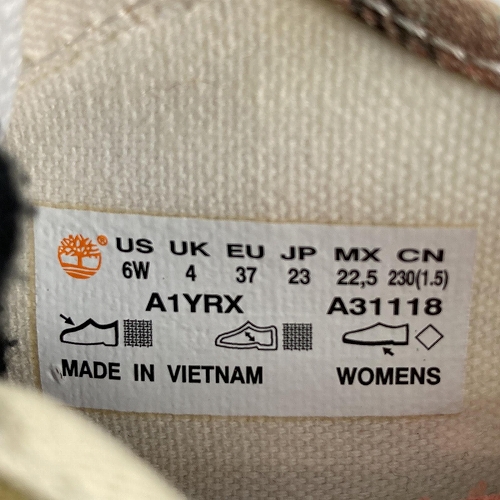 US UK EU JP MX CN
6W 4 37 23 22,5 230(1.5)
A1YRX A31118
MADE IN VIETNAM WOMENS